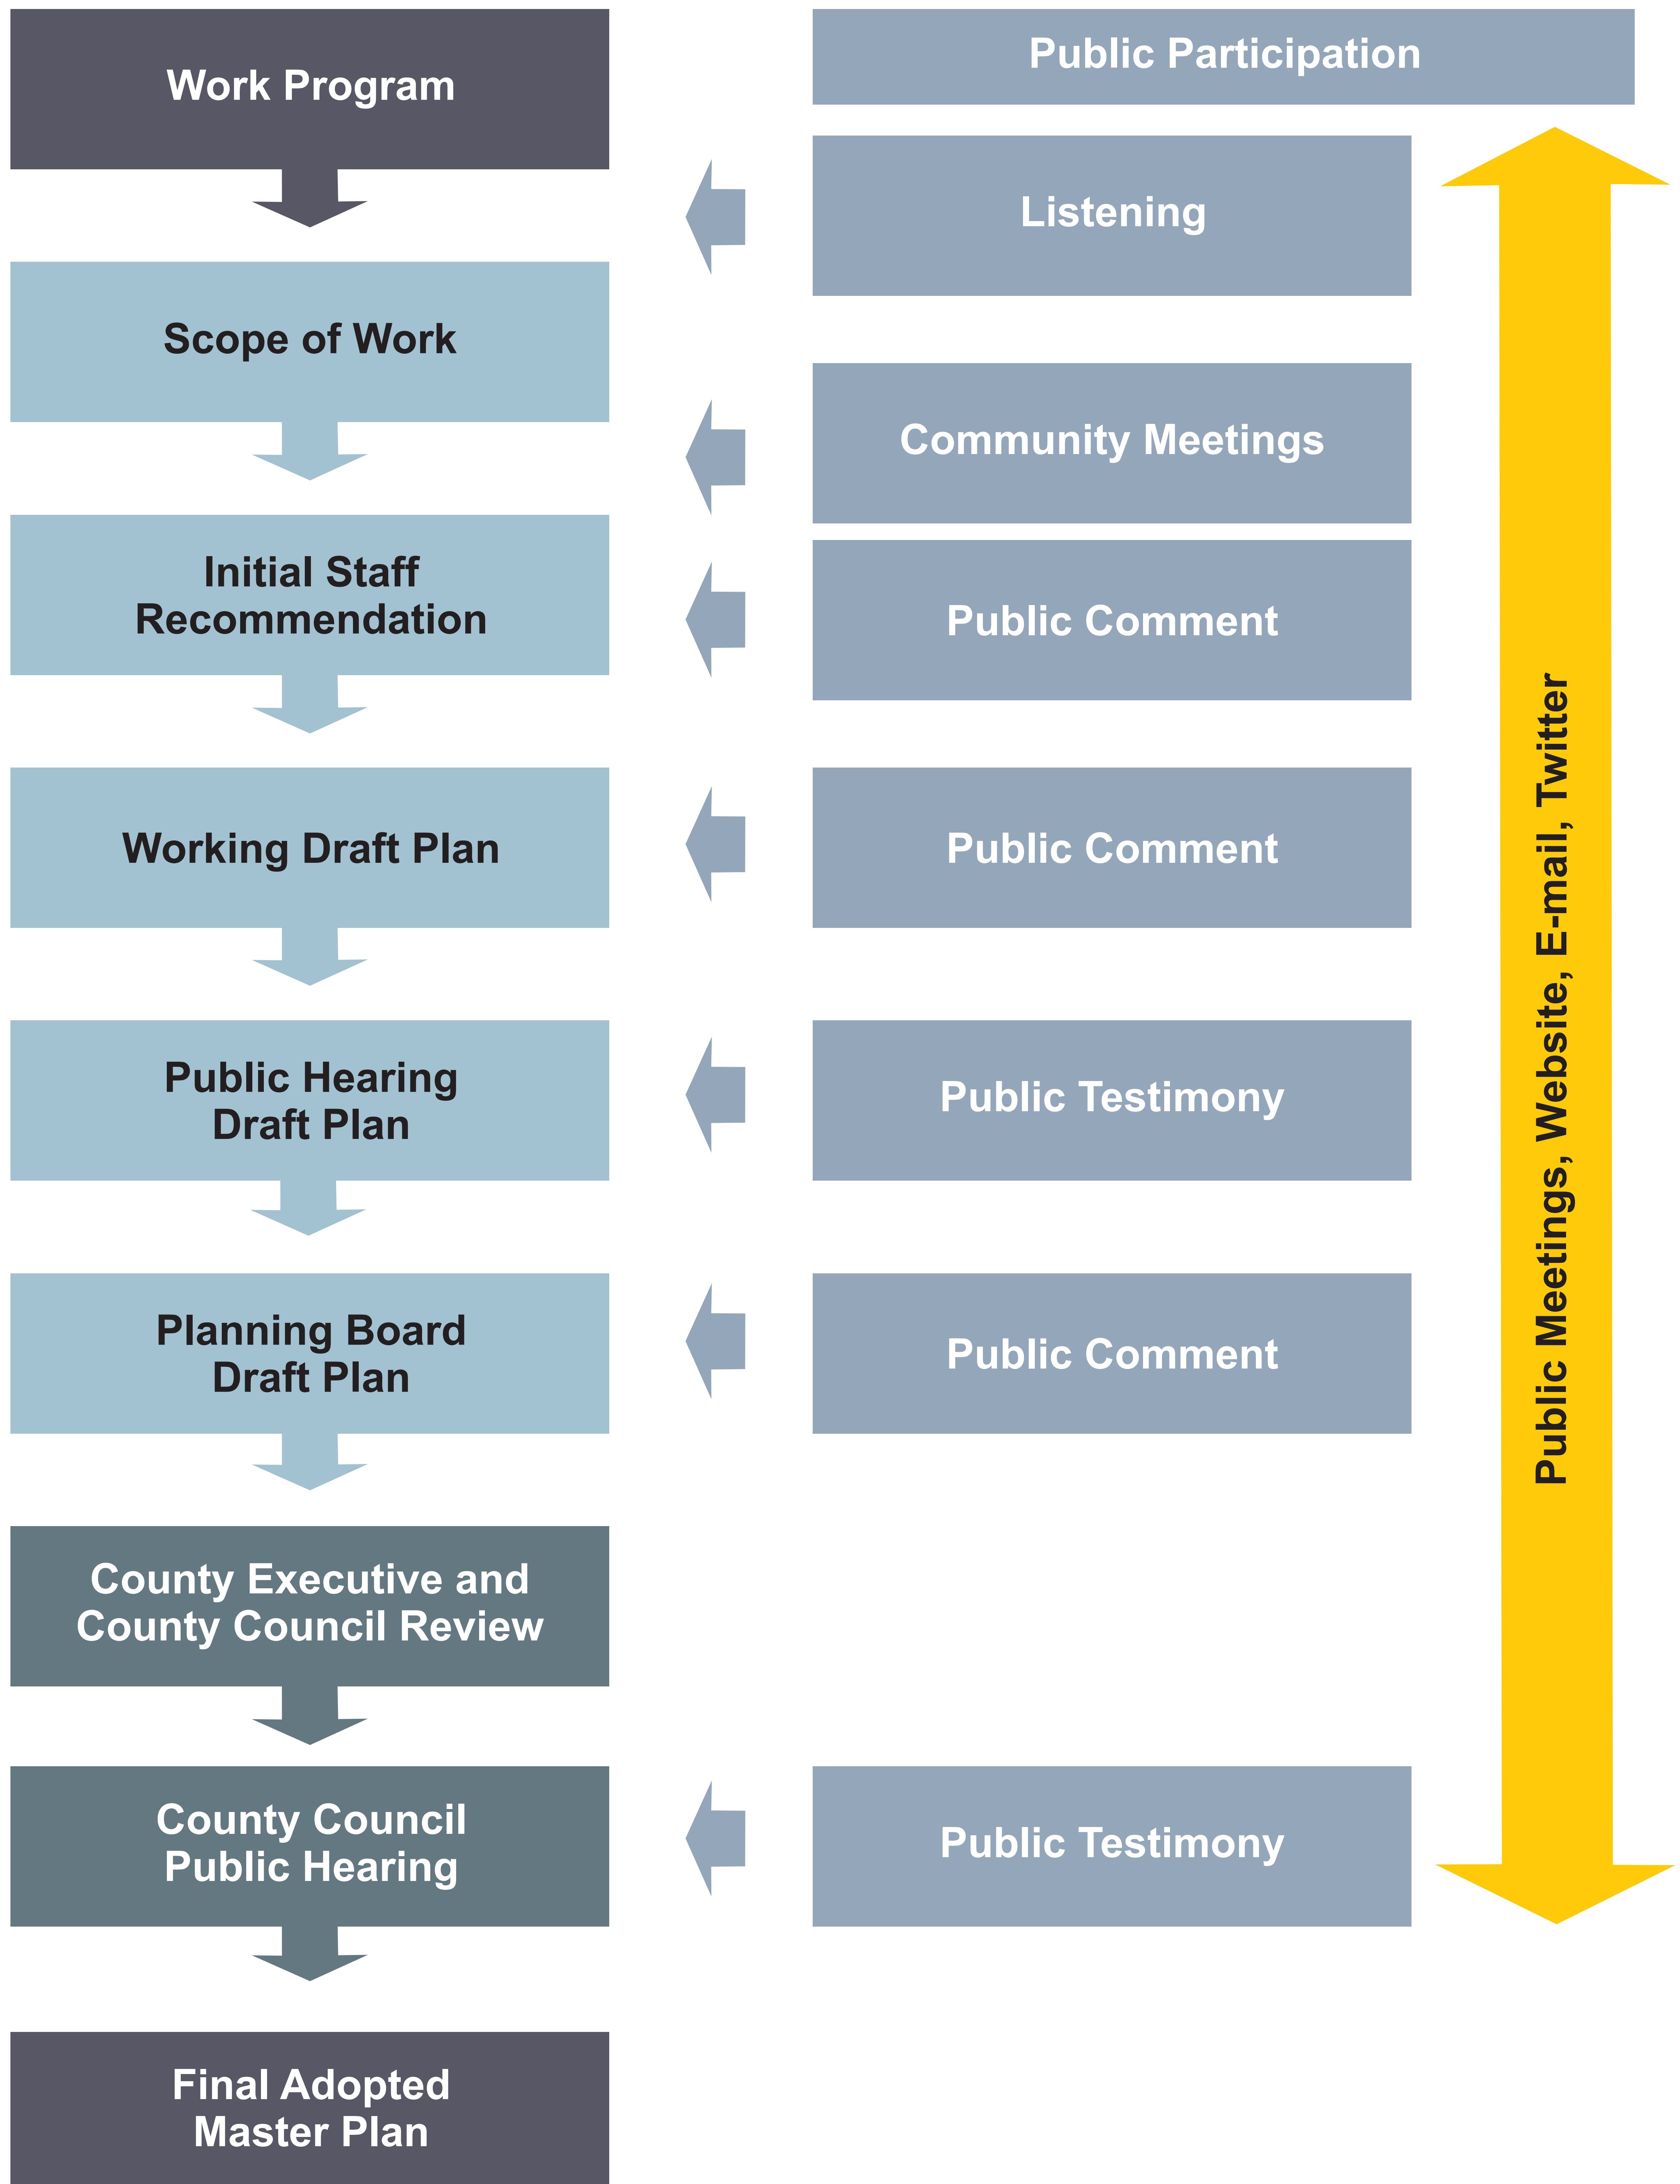 Work Program
Scope of Work
Initial Staff
Recommendation
Working Draft Plan
Public Hearing
Draft Plan
Planning Board
Draft Plan
County Executive and
County Council Review
County Council
Public Hearing
Final Adopted
Master Plan
Public Participation
Listening
Community Meetings
Public Comment
Public Comment
Public Testimony
Public Comment
Public Testimony
Public Meetings, Website, E-mail, Twitter